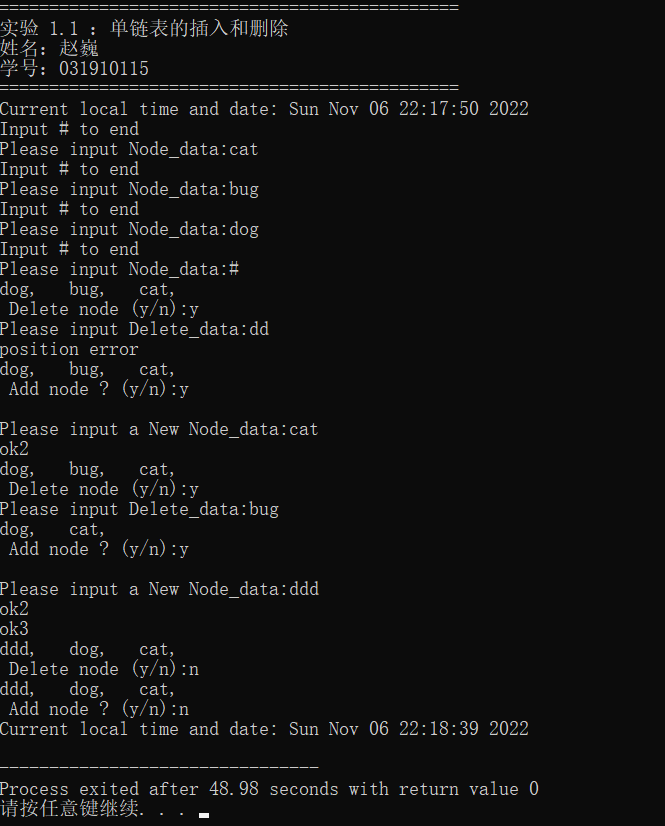 ==============================================
实验 1.1 ：单链表的插入和删除
姓名：赵巍
学号：031910115
==============================================
Current local time and date: Sun Nov 06 22:17:50 2022
Input # to end
Please input Node_data:cat
Input # to end
Please input Node_data:bug
Input # to end
Please input Node_data:dog
Input # to end
Please input Node_data:#
dog,   bug,   cat,
 Delete node (y/n):y
Please input Delete_data:dd
position error
dog,   bug,   cat,
 Add node ? (y/n):y

Please input a New Node_data:cat
ok2
dog,   bug,   cat,
 Delete node (y/n):y
Please input Delete_data:bug
dog,   cat,
 Add node ? (y/n):y

Please input a New Node_data:ddd
ok2
ok3
ddd,   dog,   cat,
 Delete node (y/n):n
ddd,   dog,   cat,
 Add node ? (y/n):n
Current local time and date: Sun Nov 06 22:18:39 2022

--------------------------------
Process exited after 48.98 seconds with return value 0
请按任意键继续. . .